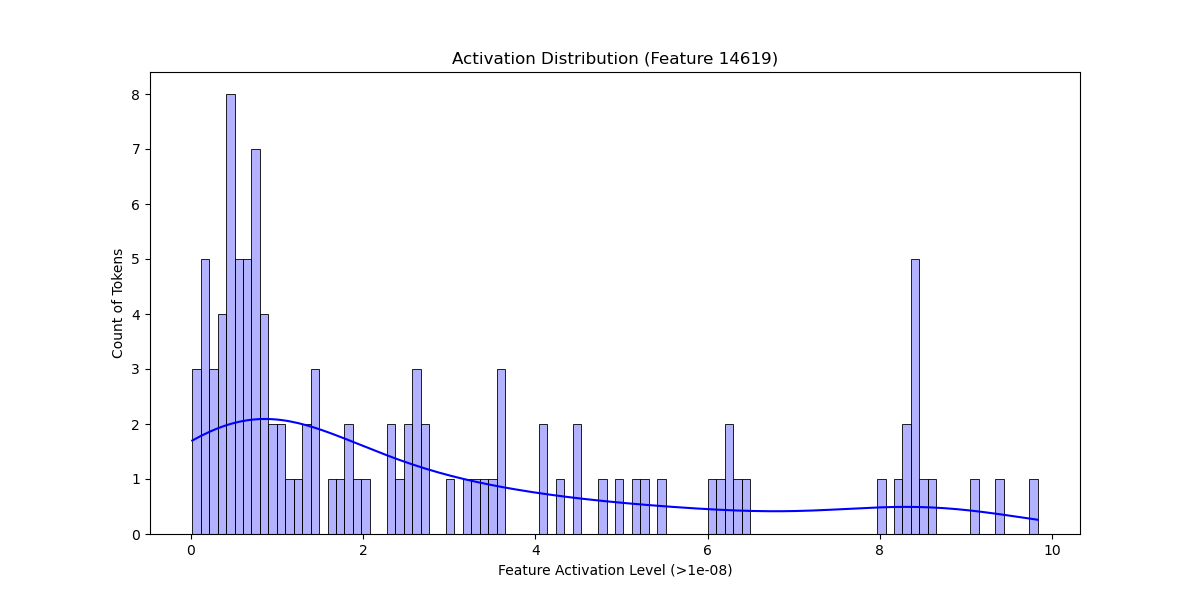 Activation Distribution (Feature 14619)
Count of Tokens
8
7
6
5
4
3
2
1
0
0 2 4 6 8 10
Feature Activation Level (>1e-08)